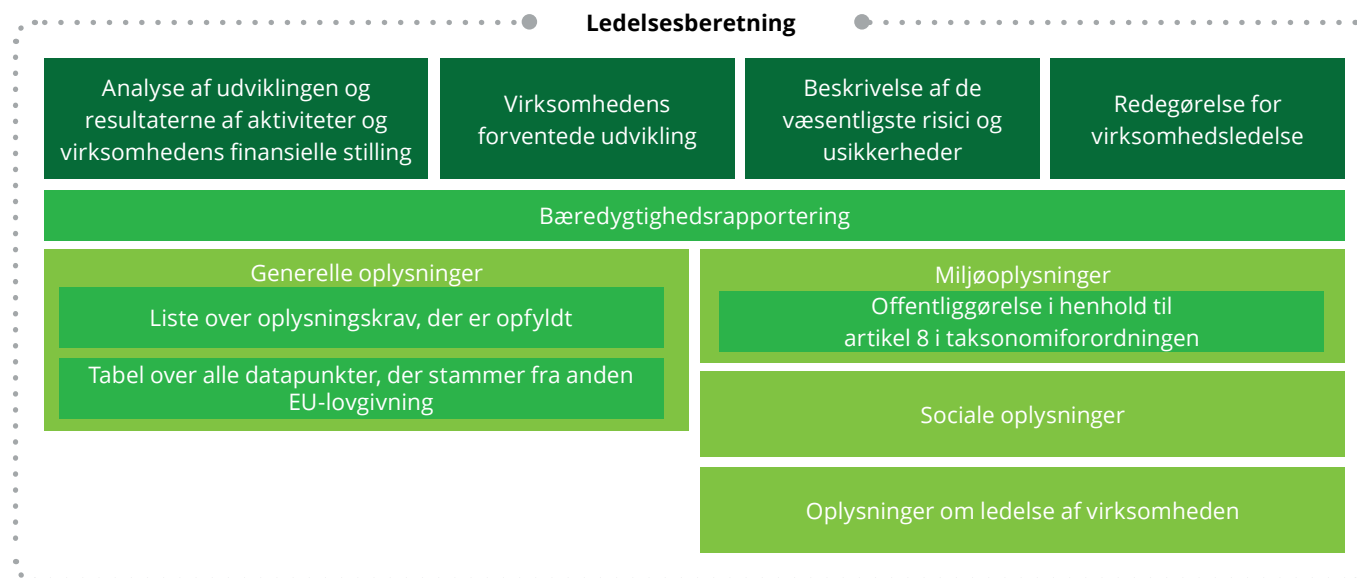 Ledelsesberetning
Analyse af udviklingen og
resultaterne af aktiviteter og
virksomhedens finansielle stilling
Virksomhedens
forventede udvikling
Beskrivelse af de
væsentligste risici og
usikkerheder
Redegørelse for
virksomhedsledelse
Bæredygtighedsrapportering
Generelle oplysninger
Liste over oplysningskrav, der er opfyldt
Tabel over alle datapunkter, der stammer fra anden
EU-lovgivning
Miljøoplysninger
Offentliggørelse i henhold til
artikel 8 i taksonomiforordningen
Sociale oplysninger
Oplysninger om ledelse af virksomheden